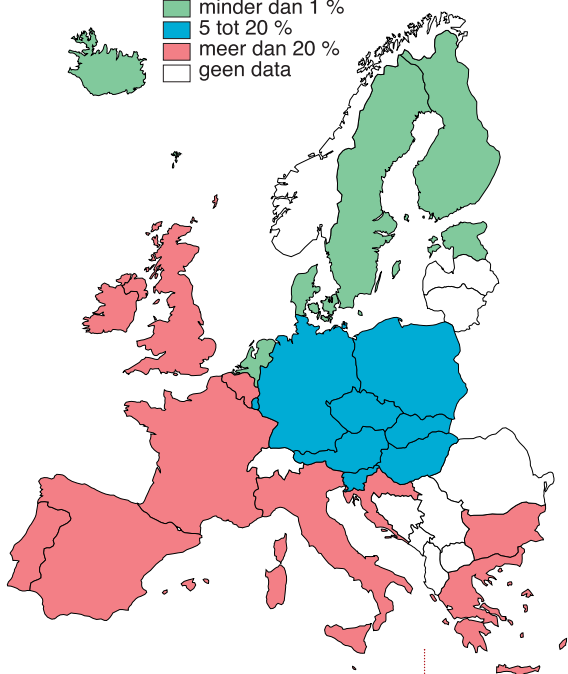 minder dan 1 %
5 tot 20 %
meer dan 20 %
geen data